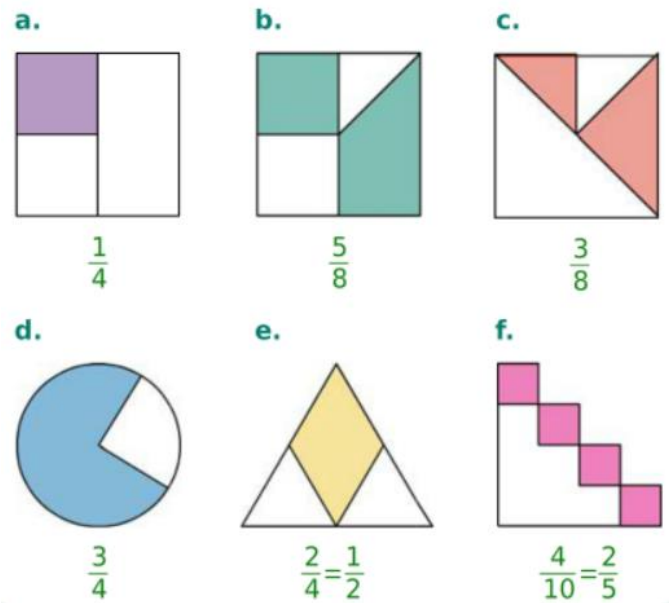 a. b. c.
1/4 5/8 3/8
d. e. f.
3/4 2/4=1/2 4/10=2/5